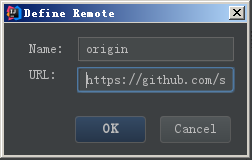 Define Remote
Name: origin
URL: https://github.com/s
OK Cancel